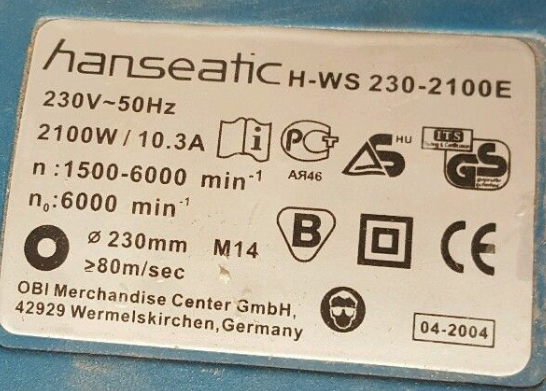 hanseatic H-WS 230-2100E
230V~50Hz
2100W / 10.3A
n :1500-6000 min⁻¹
n₀:6000 min⁻¹
ø 230mm M14
≥80m/sec
OBI Merchandise Center GmbH,
42929 Wermelskirchen, Germany
i
PCT
АЯ46
S
HU
ITS
GS
B
CE
04-2004